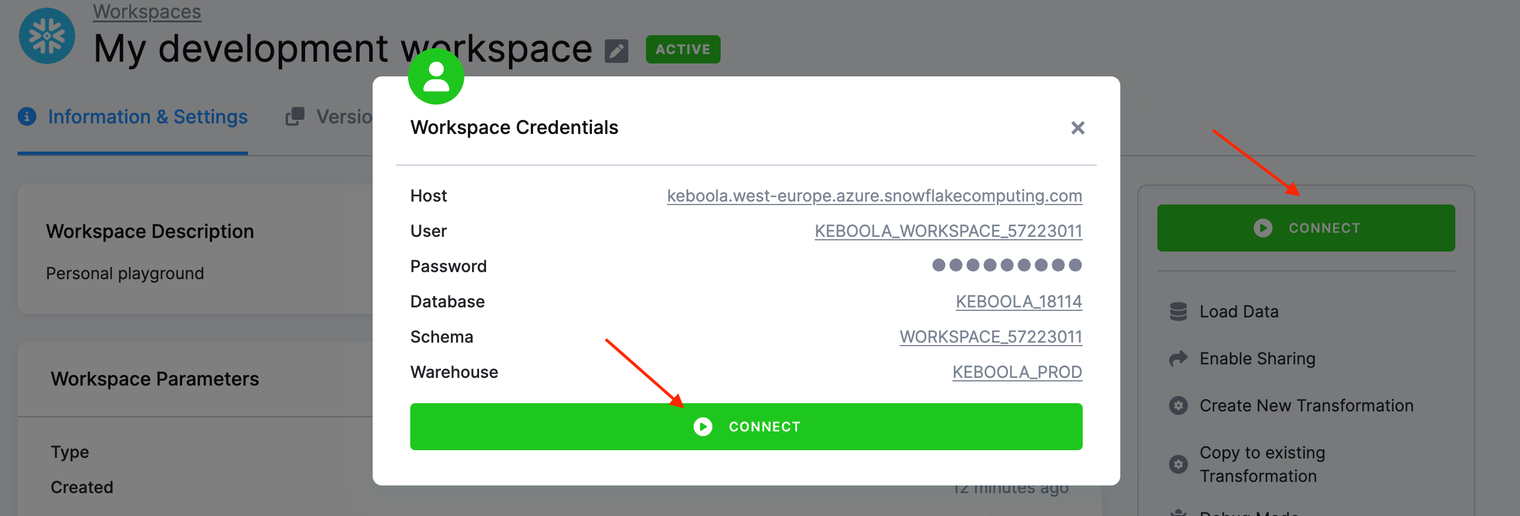 Workspaces
My development workspace
ACTIVE
Information & Settings
Versio
Workspace Description
Personal playground
Workspace Parameters
Type
Created
12 minutes ago
Workspace Credentials
Host keboola.west-europe.azure.snowflakecomputing.com
User KEBOOLA_WORKSPACE_57223011
Password
Database KEBOOLA_18114
Schema WORKSPACE_57223011
Warehouse KEBOOLA_PROD
CONNECT
CONNECT
Load Data
Enable Sharing
Create New Transformation
Copy to existing
Transformation
Debug Mode